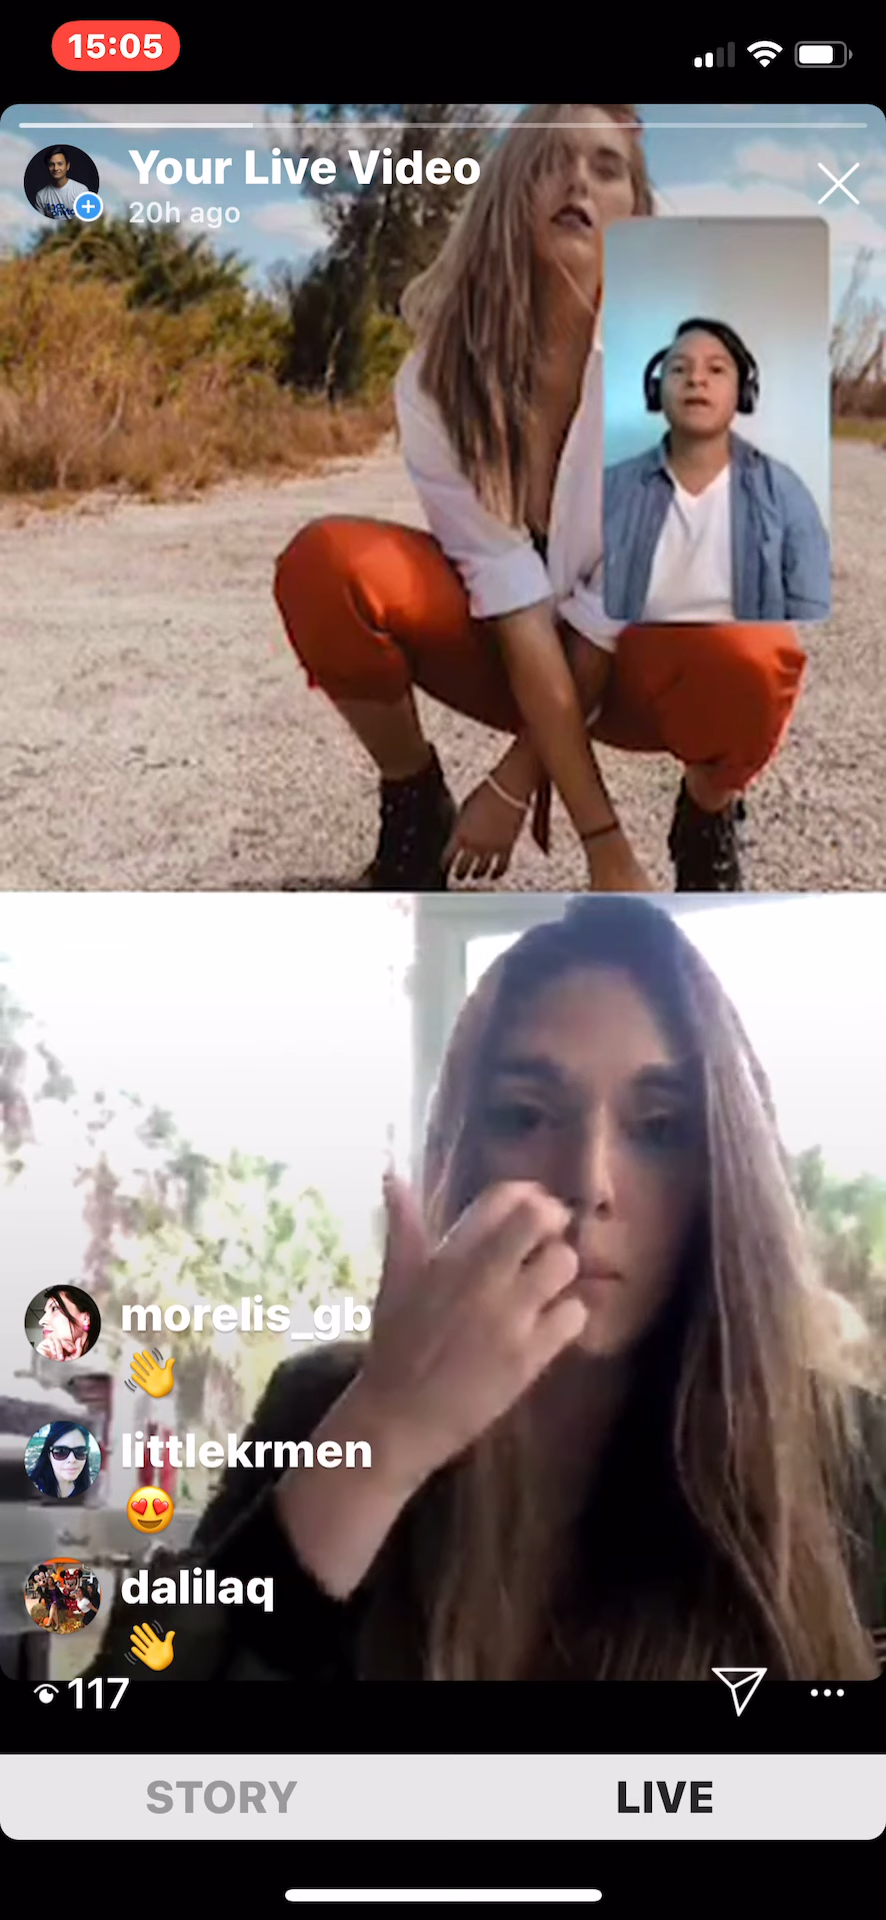 15:05
Your Live Video
20h ago
morelis_gb
👋
littlekrmen
😍
dalilaq
👋
117
STORY
LIVE